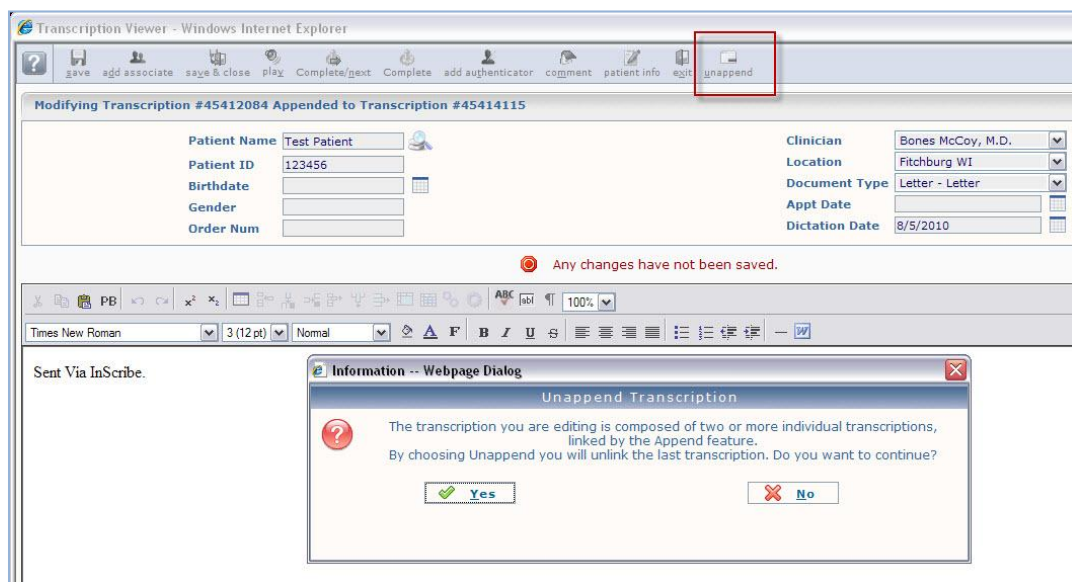 Transcription Viewer - Windows Internet Explorer
? save add associate save & close play Complete/next Complete add authenticator comment patient info exit unappend
Modifying Transcription #45412084 Appended to Transcription #45414115
Patient Name Test Patient
Patient ID 123456
Birthdate
Gender
Order Num
Clinician Bones McCoy, M.D.
Location Fitchburg WI
Document Type Letter - Letter
Appt Date
Dictation Date 8/5/2010
Any changes have not been saved.
PB x² x₂ ABC abl ¶ 100%
Times New Roman 3 (12 pt) Normal A F B I U S W
Sent Via InScribe.
Information -- Webpage Dialog
Unappend Transcription
? The transcription you are editing is composed of two or more individual transcriptions,
linked by the Append feature.
By choosing Unappend you will unlink the last transcription. Do you want to continue?
Yes No